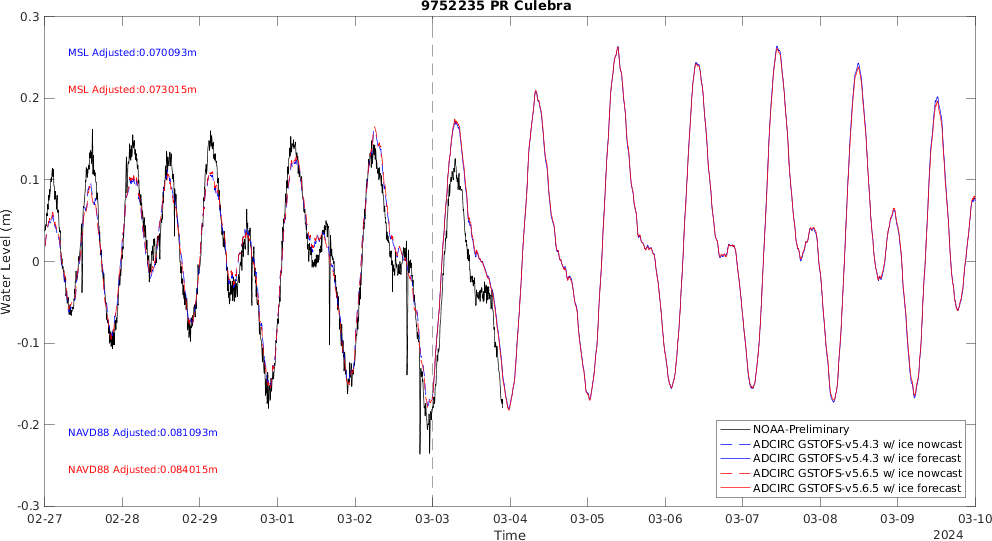 9752235 PR Culebra
0.3
0.2
0.1
0
-0.1
-0.2
-0.3
Water Level (m)
MSL Adjusted:0.070093m
MSL Adjusted:0.073015m
NAVD88 Adjusted:0.081093m
NAVD88 Adjusted:0.084015m
NOAA-Preliminary
ADCIRC GSTOFS-v5.4.3 w/ ice nowcast
ADCIRC GSTOFS-v5.4.3 w/ ice forecast
ADCIRC GSTOFS-v5.6.5 w/ ice nowcast
ADCIRC GSTOFS-v5.6.5 w/ ice forecast
02-27 02-28 02-29 03-01 03-02 03-03 03-04 03-05 03-06 03-07 03-08 03-09 03-10
Time
2024